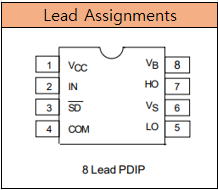 Lead Assignments
1 VCC VB 8
2 IN HO 7
3 SD VS 6
4 COM LO 5
8 Lead PDIP